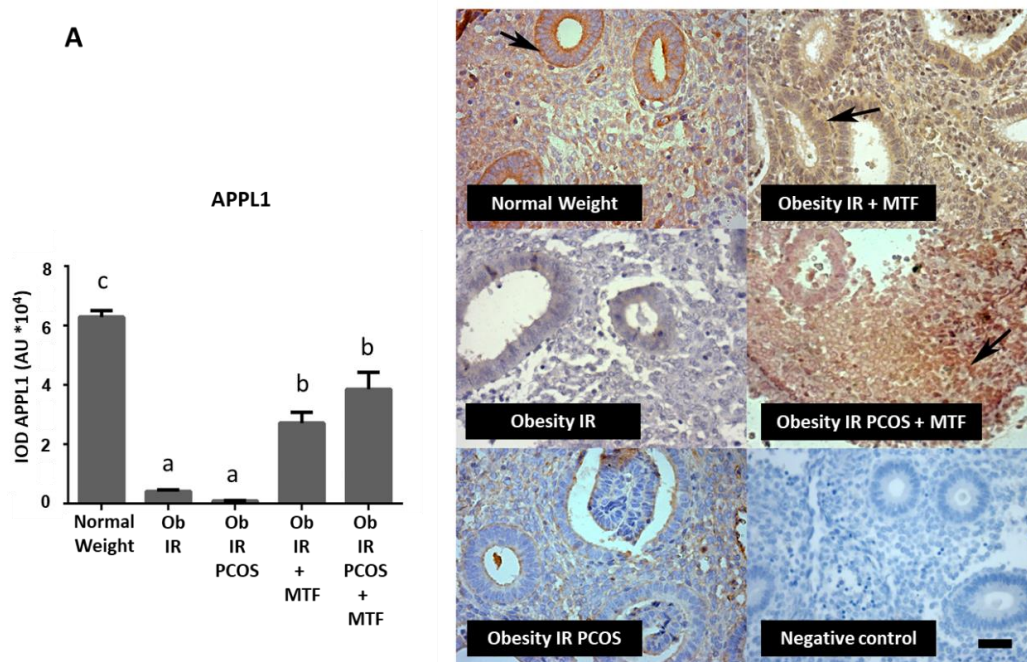 A
APPL1
IOD APPL1 (AU *10⁴)
8
6
4
2
0
c
a
a
b
b
Normal
Weight
Ob
IR
Ob
IR
PCOS
Ob
IR
+
MTF
Ob
IR
PCOS
+
MTF
Normal Weight
Obesity IR + MTF
Obesity IR
Obesity IR PCOS + MTF
Obesity IR PCOS
Negative control